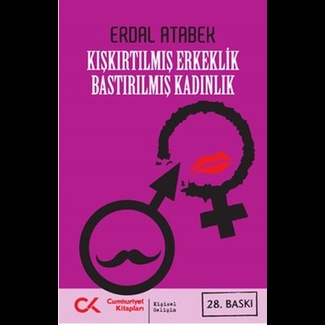 ERDAL ATABEK
KIŞKIRTILMIŞ ERKEKLİK
BASTIRILMIŞ KADINLIK
Cumhuriyet
Kitapları
Kişisel
Gelişim
28. BASKI